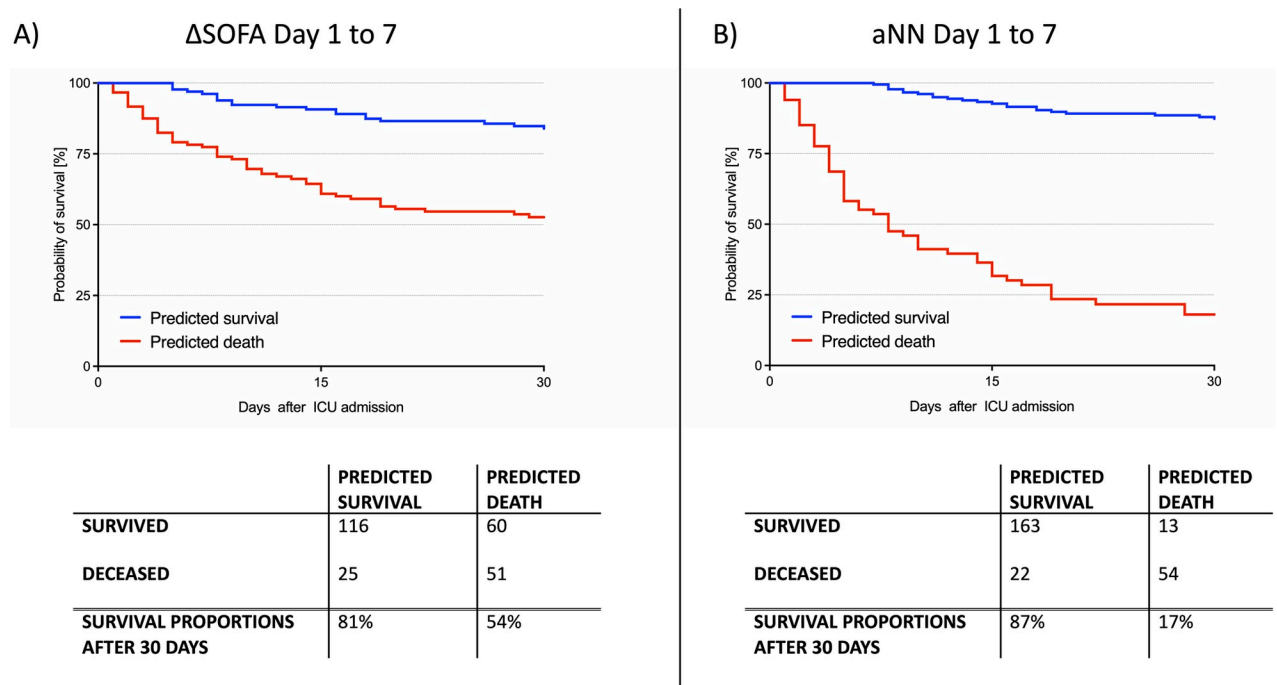 A)
ΔSOFA Day 1 to 7
100
75
50
25
0
Probability of survival [%]
Predicted survival
Predicted death
0
15
30
Days after ICU admission
PREDICTED SURVIVAL
PREDICTED DEATH
SURVIVED
116
60
DECEASED
25
51
SURVIVAL PROPORTIONS AFTER 30 DAYS
81%
54%
B)
aNN Day 1 to 7
100
75
50
25
0
Probability of survival [%]
Predicted survival
Predicted death
0
15
30
Days after ICU admission
PREDICTED SURVIVAL
PREDICTED DEATH
SURVIVED
163
13
DECEASED
22
54
SURVIVAL PROPORTIONS AFTER 30 DAYS
87%
17%